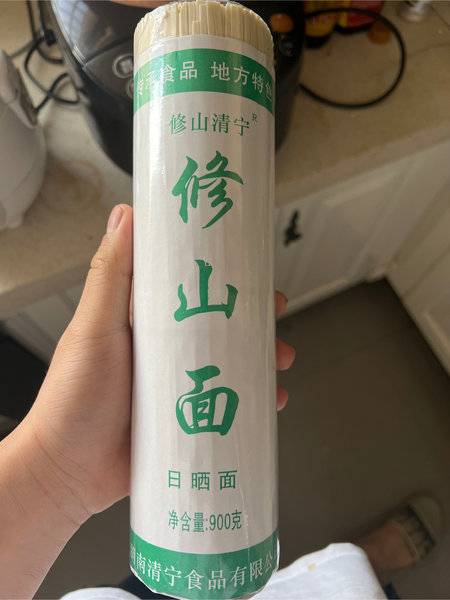 食品 地方特色
修山清宁®
修山面
日晒面
净含量:900克
南清宁食品有限公